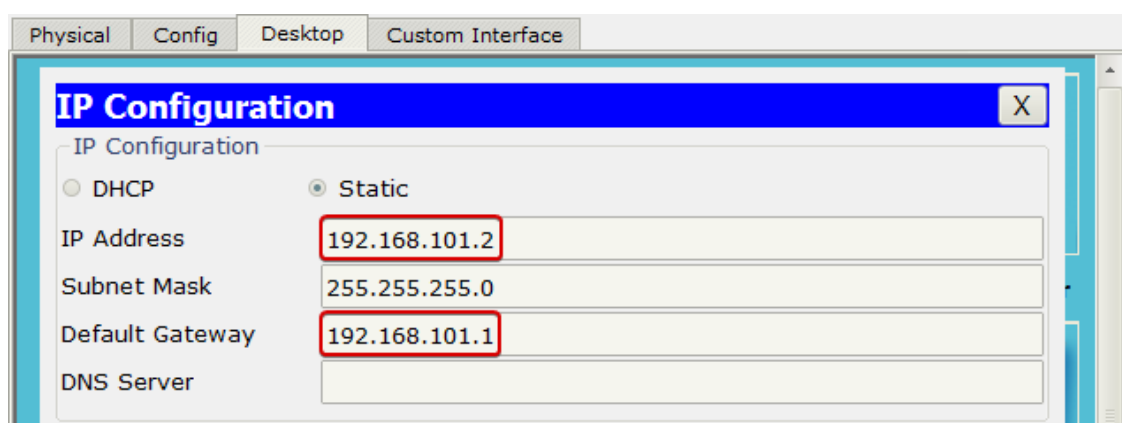 Physical Config Desktop Custom Interface
IP Configuration X
IP Configuration
DHCP Static
IP Address 192.168.101.2
Subnet Mask 255.255.255.0
Default Gateway 192.168.101.1
DNS Server